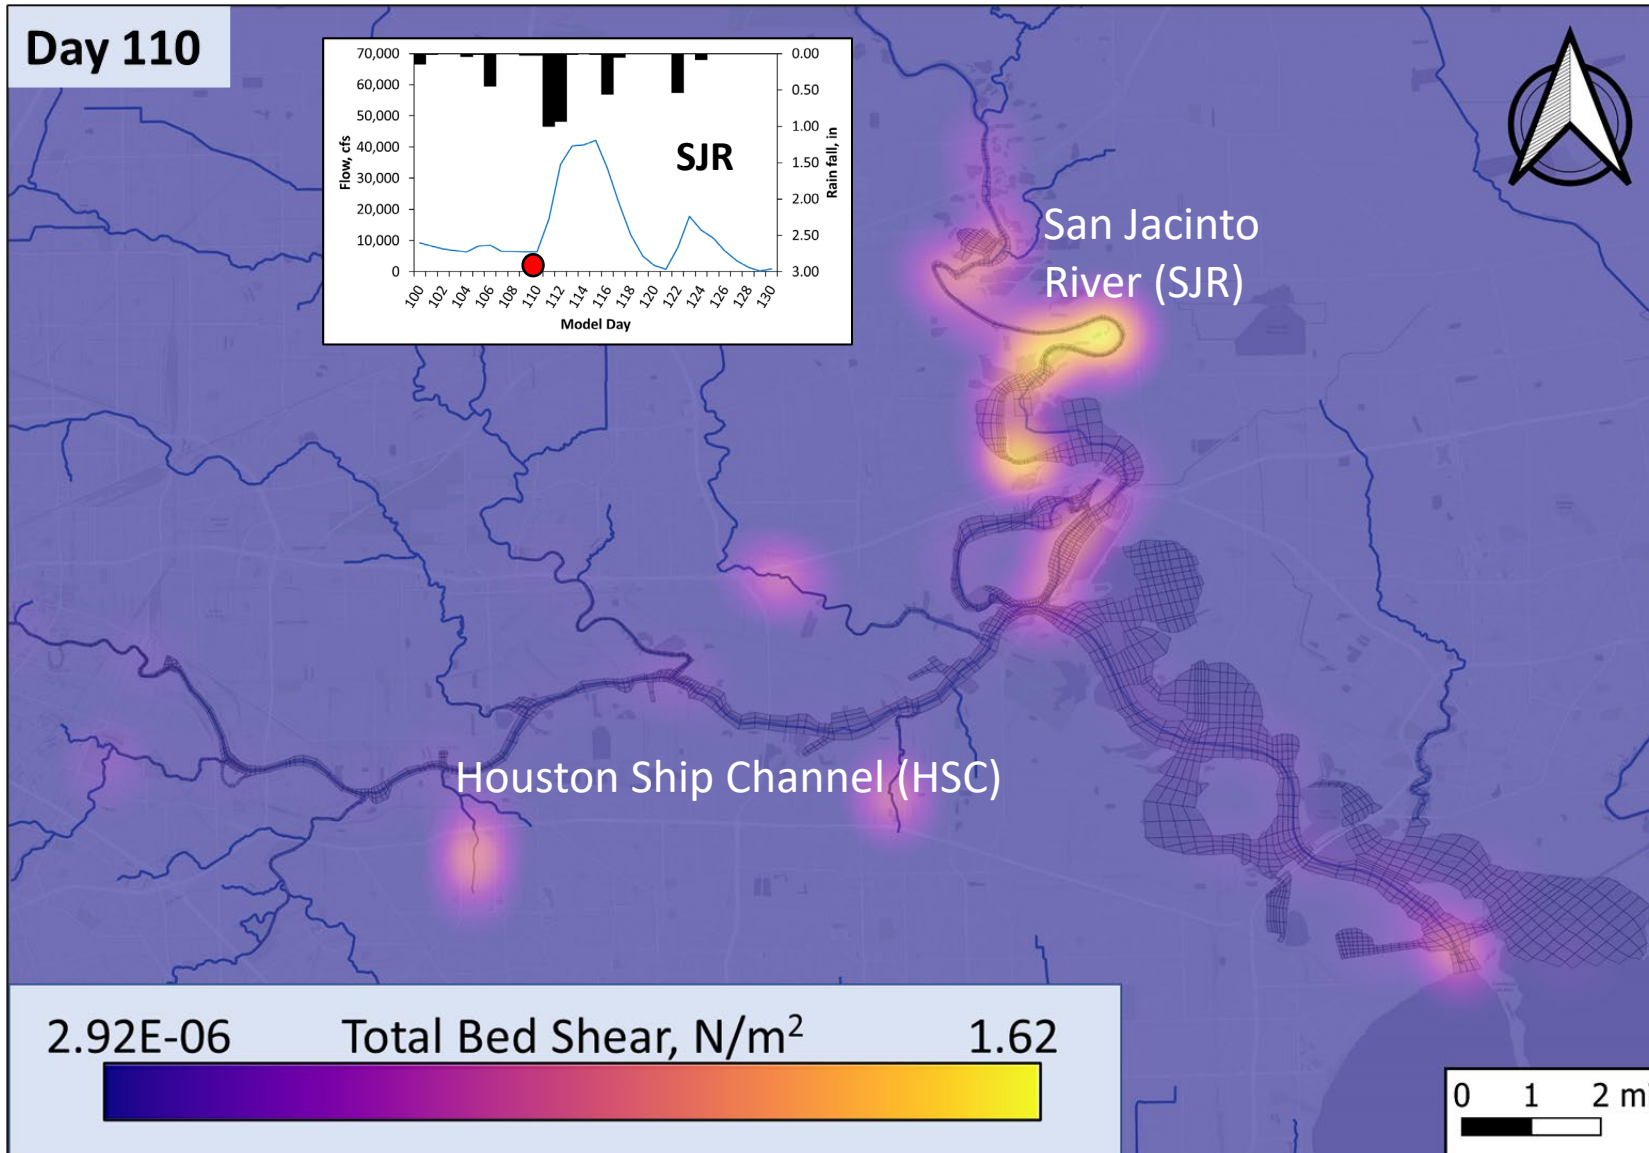 Day 110
70,000
60,000
50,000
40,000
30,000
20,000
10,000
0
Flow, cfs
0.00
0.50
1.00
1.50
2.00
2.50
3.00
Rain fall, in
SJR
100 102 104 106 108 110 112 114 116 118 120 121 122 124 126 128 130
Model Day
San Jacinto
River (SJR)
Houston Ship Channel (HSC)
2.92E-06 Total Bed Shear, N/m² 1.62
0 1 2 m